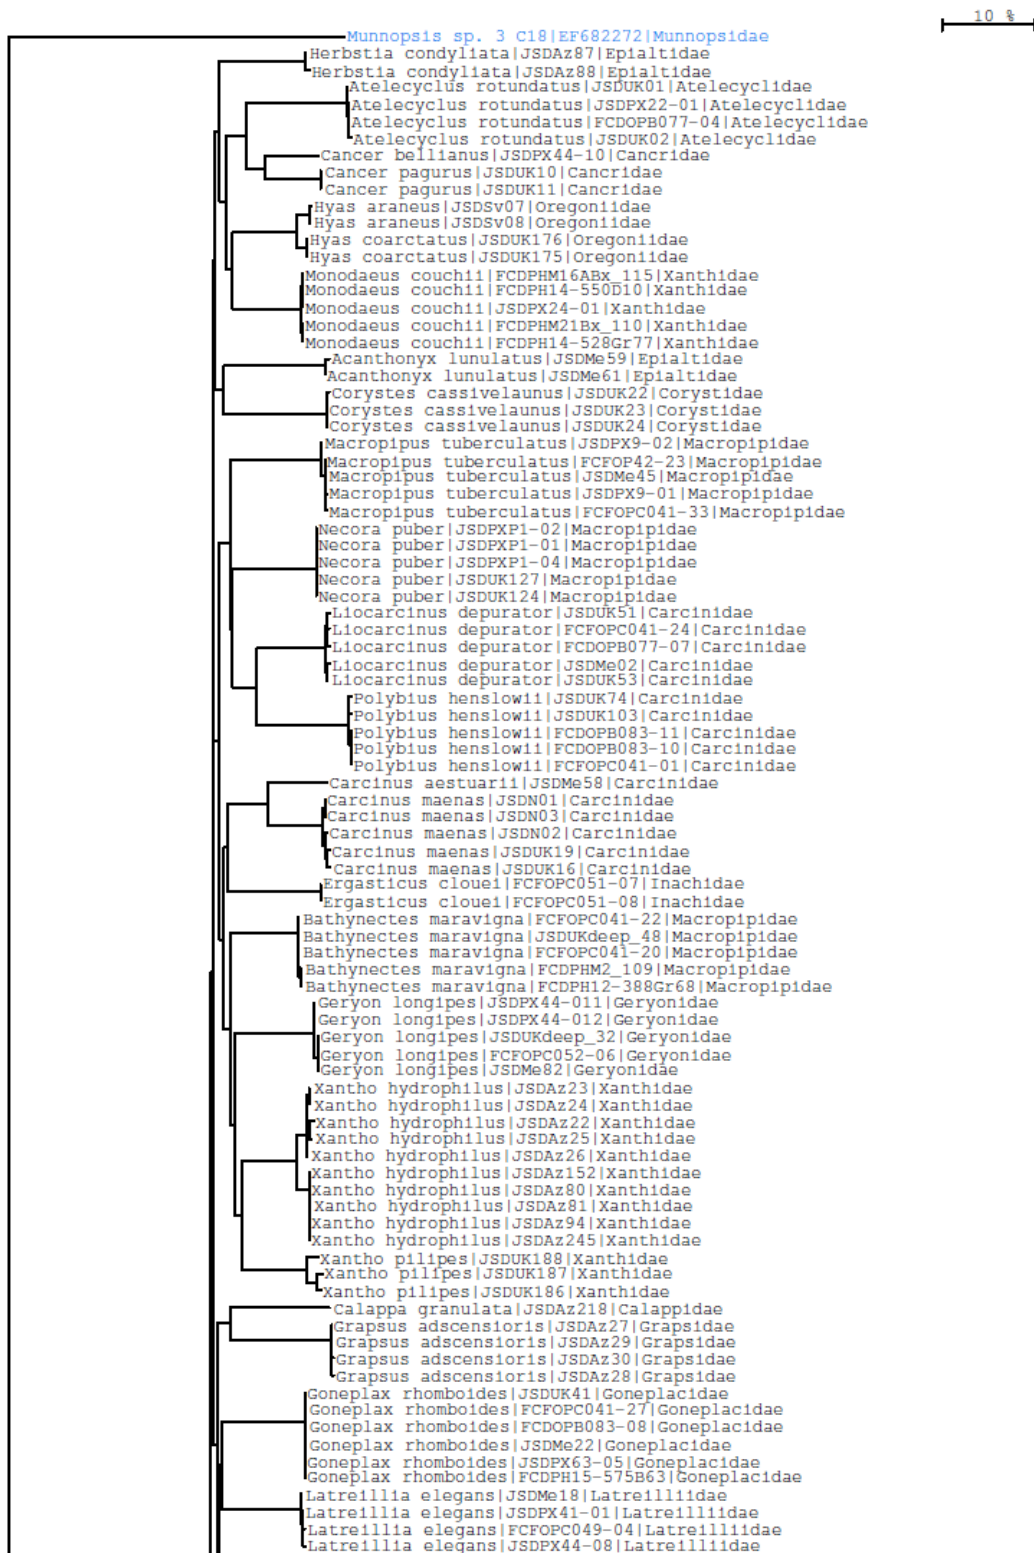 10 %
Munnopsis sp. 3 C18|EF682272|Munnopsidae
Herbstia condyliata|JSDAz87|Epialtidae
Herbstia condyliata|JSDAz88|Epialtidae
Atelecyclus rotundatus|JSDUK01|Atelecyclidae
Atelecyclus rotundatus|JSDPX22-01|Atelecyclidae
Atelecyclus rotundatus|FCDOPB077-04|Atelecyclidae
Atelecyclus rotundatus|JSDUK02|Atelecyclidae
Cancer bellianus|JSDPX44-10|Cancridae
Cancer pagurus|JSDUK10|Cancridae
Cancer pagurus|JSDUK11|Cancridae
Hyas araneus|JSDSv07|Oregoniidae
Hyas araneus|JSDSv08|Oregoniidae
Hyas coarctatus|JSDUK176|Oregoniidae
Hyas coarctatus|JSDUK175|Oregoniidae
Monodaeus couchii|FCDPHM16ABx_115|Xanthidae
Monodaeus couchii|FCDPH14-550D10|Xanthidae
Monodaeus couchii|JSDPX24-01|Xanthidae
Monodaeus couchii|FCDPHM21Bx_110|Xanthidae
Monodaeus couchii|FCDPH14-528Gr77|Xanthidae
Acanthonyx lunulatus|JSDMe59|Epialtidae
Acanthonyx lunulatus|JSDMe61|Epialtidae
Corystes cassivelaunus|JSDUK22|Corystidae
Corystes cassivelaunus|JSDUK23|Corystidae
Corystes cassivelaunus|JSDUK24|Corystidae
Macropipus tuberculatus|JSDPX9-02|Macropipidae
Macropipus tuberculatus|FCFOP42-23|Macropipidae
Macropipus tuberculatus|JSDMe45|Macropipidae
Macropipus tuberculatus|JSDPX9-01|Macropipidae
Macropipus tuberculatus|FCFOPC041-33|Macropipidae
Necora puber|JSDPXP1-02|Macropipidae
Necora puber|JSDPXP1-01|Macropipidae
Necora puber|JSDPXP1-04|Macropipidae
Necora puber|JSDUK127|Macropipidae
Necora puber|JSDUK124|Macropipidae
Liocarcinus depurator|JSDUK51|Carcinidae
Liocarcinus depurator|FCFOPC041-24|Carcinidae
Liocarcinus depurator|FCDOPB077-07|Carcinidae
Liocarcinus depurator|JSDMe02|Carcinidae
Liocarcinus depurator|JSDUK53|Carcinidae
Polybius henslowii|JSDUK74|Carcinidae
Polybius henslowii|JSDUK103|Carcinidae
Polybius henslowii|FCDOPB083-11|Carcinidae
Polybius henslowii|FCDOPB083-10|Carcinidae
Polybius henslowii|FCFOPC041-01|Carcinidae
Carcinus aestuarii|JSDMe58|Carcinidae
Carcinus maenas|JSDN01|Carcinidae
Carcinus maenas|JSDN03|Carcinidae
Carcinus maenas|JSDN02|Carcinidae
Carcinus maenas|JSDUK19|Carcinidae
Carcinus maenas|JSDUK16|Carcinidae
Ergasticus clouei|FCFOPC051-07|Inachidae
Ergasticus clouei|FCFOPC051-08|Inachidae
Bathynectes maravigna|FCFOPC041-22|Macropipidae
Bathynectes maravigna|JSDUKdeep_48|Macropipidae
Bathynectes maravigna|FCFOPC041-20|Macropipidae
Bathynectes maravigna|FCDPHM2_109|Macropipidae
Bathynectes maravigna|FCDPH12-388Gr68|Macropipidae
Geryon longipes|JSDPX44-011|Geryonidae
Geryon longipes|JSDPX44-012|Geryonidae
Geryon longipes|JSDUKdeep_32|Geryonidae
Geryon longipes|FCFOPC052-06|Geryonidae
Geryon longipes|JSDMe82|Geryonidae
Xantho hydrophilus|JSDAz23|Xanthidae
Xantho hydrophilus|JSDAz24|Xanthidae
Xantho hydrophilus|JSDAz22|Xanthidae
Xantho hydrophilus|JSDAz25|Xanthidae
Xantho hydrophilus|JSDAz26|Xanthidae
Xantho hydrophilus|JSDAz152|Xanthidae
Xantho hydrophilus|JSDAz80|Xanthidae
Xantho hydrophilus|JSDAz81|Xanthidae
Xantho hydrophilus|JSDAz94|Xanthidae
Xantho hydrophilus|JSDAz245|Xanthidae
Xantho pilipes|JSDUK188|Xanthidae
Xantho pilipes|JSDUK187|Xanthidae
Xantho pilipes|JSDUK186|Xanthidae
Calappa granulata|JSDAz218|Calappidae
Grapsus adscensioris|JSDAz27|Grapsidae
Grapsus adscensioris|JSDAz29|Grapsidae
Grapsus adscensioris|JSDAz30|Grapsidae
Grapsus adscensioris|JSDAz28|Grapsidae
Goneplax rhomboides|JSDUK41|Goneplacidae
Goneplax rhomboides|FCFOPC041-27|Goneplacidae
Goneplax rhomboides|FCDOPB083-08|Goneplacidae
Goneplax rhomboides|JSDMe22|Goneplacidae
Goneplax rhomboides|JSDPX63-05|Goneplacidae
Goneplax rhomboides|FCDPH15-575B63|Goneplacidae
Latreillia elegans|JSDMe18|Latreilliidae
Latreillia elegans|JSDPX41-01|Latreilliidae
Latreillia elegans|FCFOPC049-04|Latreilliidae
Latreillia elegans|JSDPX44-08|Latreilliidae